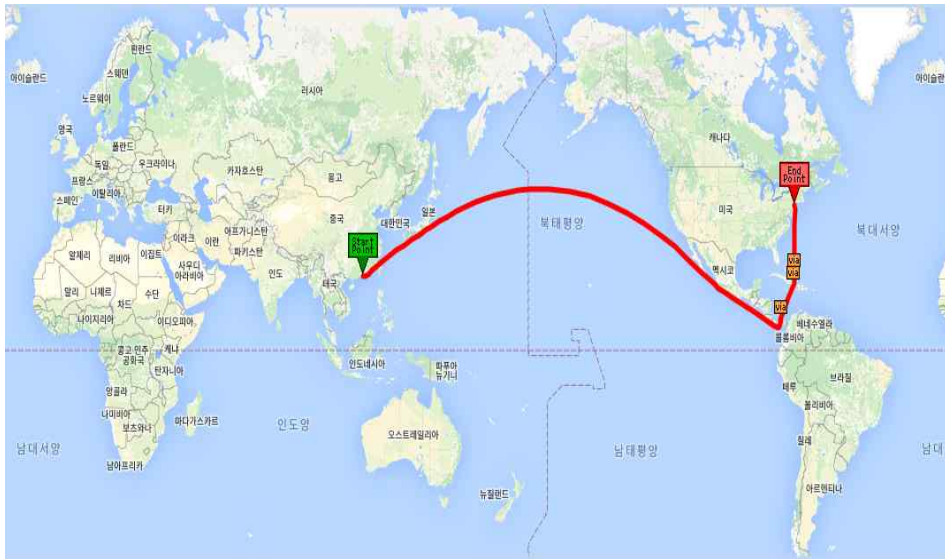 아이슬란드
핀란드
스웨덴
노르웨이
러시아
영국
폴란드
독일
우크라이나
프랑스
이탈리아
스페인
터키
카자흐스탄
몽고
중국
대한민국
일본
아프가니스탄
이라크
이란
파키스탄
알제리
리비아
이집트
사우디
아라비아
인도
태국
말리
니제르
차드
수단
나이지리아
이디오피아
콩고 민주
공화국
케냐
탄자니아
앙골라
나미비아
보츠와나
마다가스카르
남아프리카
남대서양
인도양
인도네시아
파푸아
뉴기니
오스트레일리아
뉴질랜드
Start
Point
북태평양
남태평양
캐나다
미국
멕시코
End
Point
via
via
via
베네수엘라
콜롬비아
페루
브라질
볼리비아
칠레
아르헨티나
북대서양
아이슬란
남대